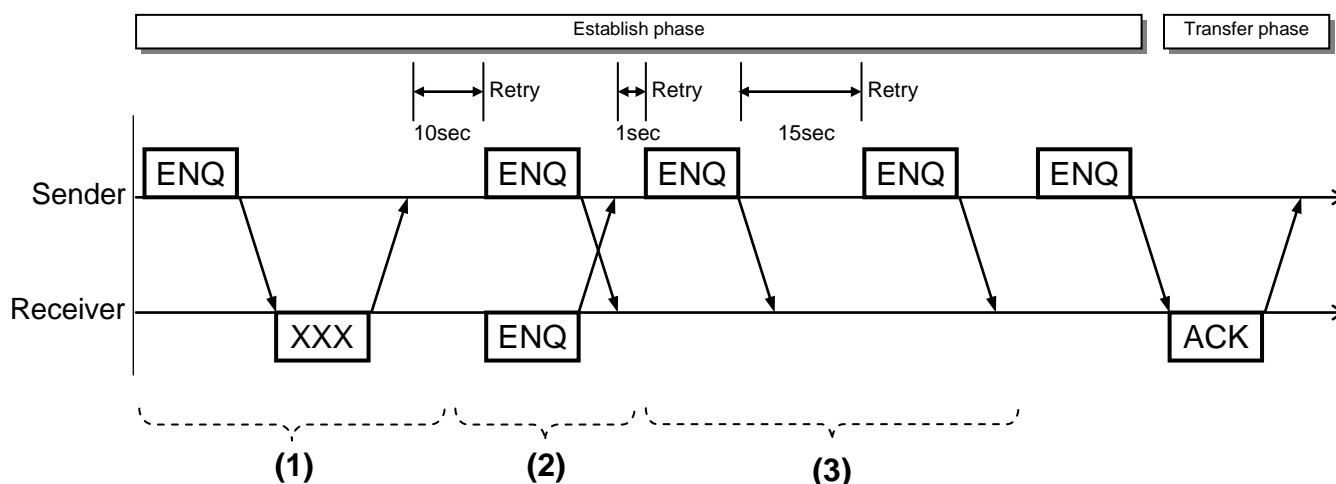 Establish phase Transfer phase
Retry Retry Retry
10sec 1sec 15sec
ENQ ENQ ENQ ENQ ENQ
Sender
Receiver
XXX ENQ ACK
(1) (2) (3)